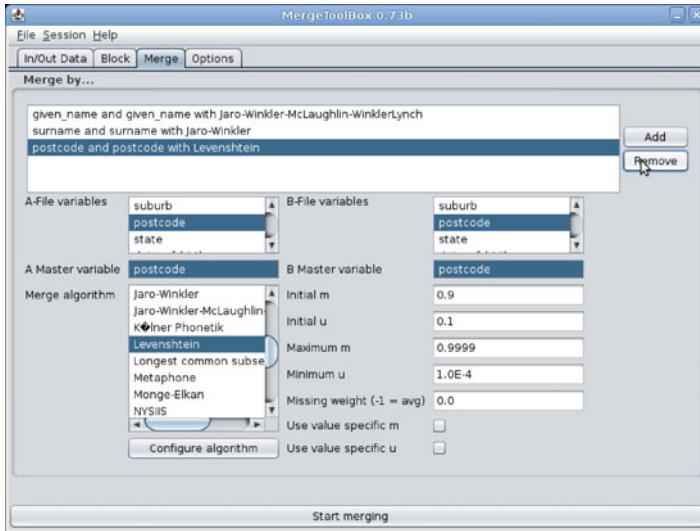 MergeToolBox 0.73b
File Session Help
In/Out Data Block Merge Options
Merge by...
given_name and given_name with Jaro-Winkler-McLaughlin-WinklerLynch
surname and surname with Jaro-Winkler
postcode and postcode with Levenshtein
Add
Remove
A-File variables
suburb
postcode
state
B-File variables
suburb
postcode
state
A Master variable postcode
B Master variable postcode
Merge algorithm
Jaro-Winkler
Jaro-Winkler-McLaughlin-
K�lner Phonetik
Levenshtein
Longest common subse
Metaphone
Monge-Elkan
NYSIIS
Configure algorithm
Initial m 0.9
Initial u 0.1
Maximum m 0.9999
Minimum u 1.0E-4
Missing weight (-1 = avg) 0.0
Use value specific m
Use value specific u
Start merging